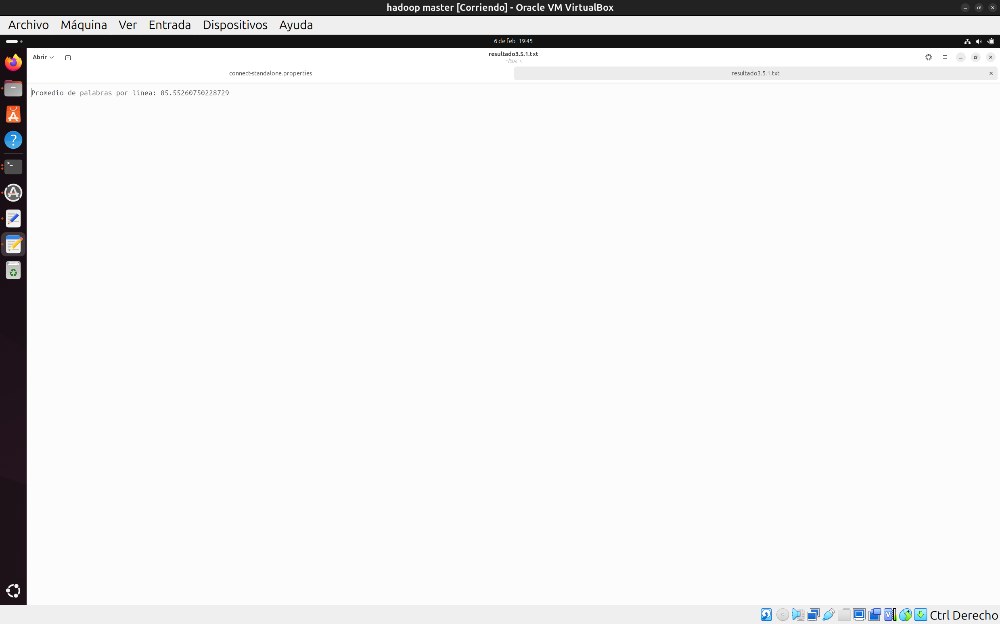 hadoop master [Corriendo] - Oracle VM VirtualBox
Archivo Máquina Ver Entrada Dispositivos Ayuda
6 de feb 19:45
Abrir
resultado3.5.1.txt
~/Spark
connect-standalone.properties
resultado3.5.1.txt
Promedio de palabras por línea: 85.55260750228729
Ctrl Derecho